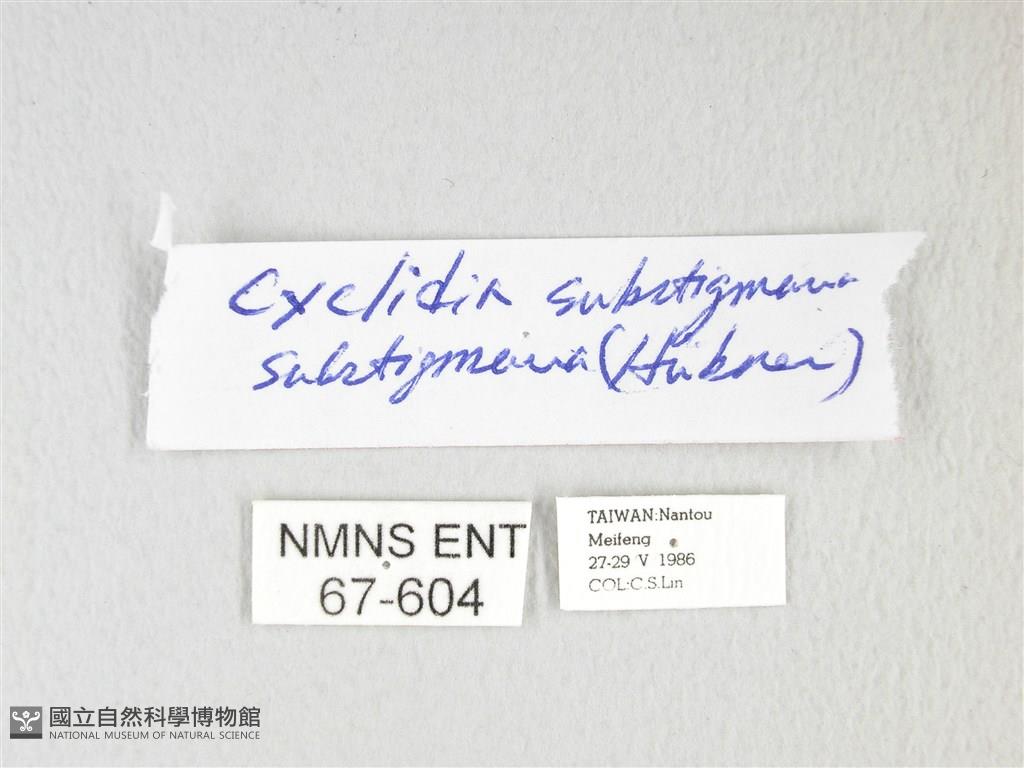 Cyclidia substigmaria
substigmaria (Hübner)
NMNS ENT
67-604
TAIWAN:Nantou
Meifeng
27-29 V 1986
COL:C.S.Lin
國立自然科學博物館
NATIONAL MUSEUM OF NATURAL SCIENCE